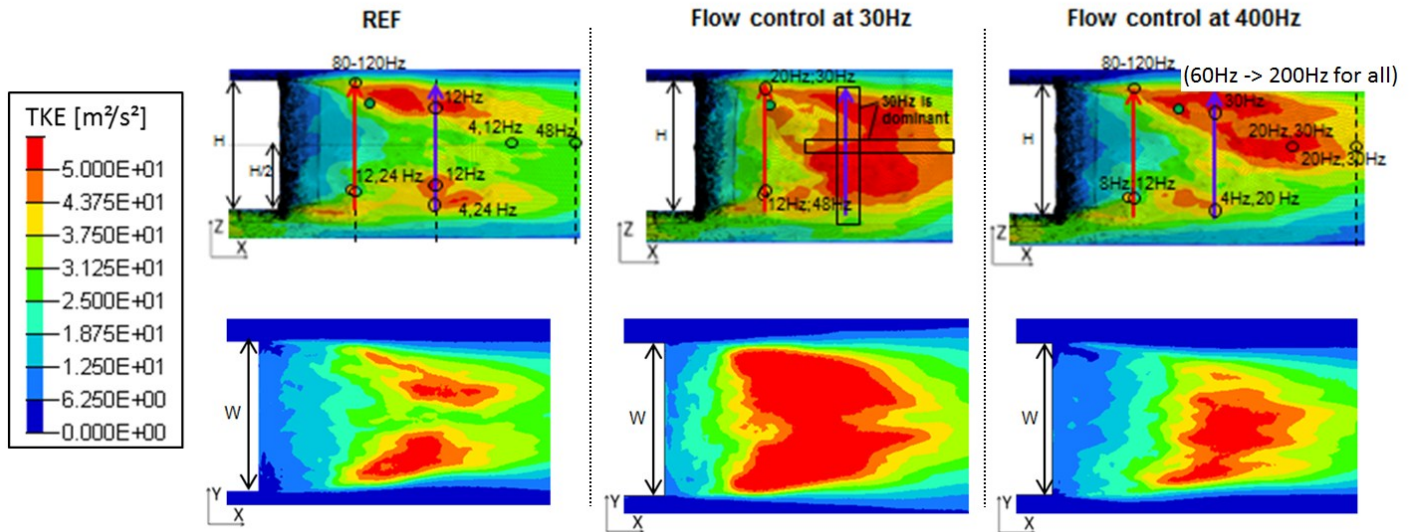 REF
Flow control at 30Hz
Flow control at 400Hz
TKE [m²/s²]
5.000E+01
4.375E+01
3.750E+01
3.125E+01
2.500E+01
1.875E+01
1.250E+01
6.250E+00
0.000E+00
80-120Hz
12Hz
4,12Hz
48Hz
H
H/2
12,24 Hz
12Hz
4,24 Hz
Z
X
20Hz;30Hz
30Hz is
dominant
H
12Hz;48Hz
Z
X
80-120Hz
(60Hz -> 200Hz for all)
30Hz
20Hz,30Hz
20Hz,30Hz
H
8Hz,12Hz
4Hz,20 Hz
Z
X
W
Y
X
W
Y
X
W
Y
X